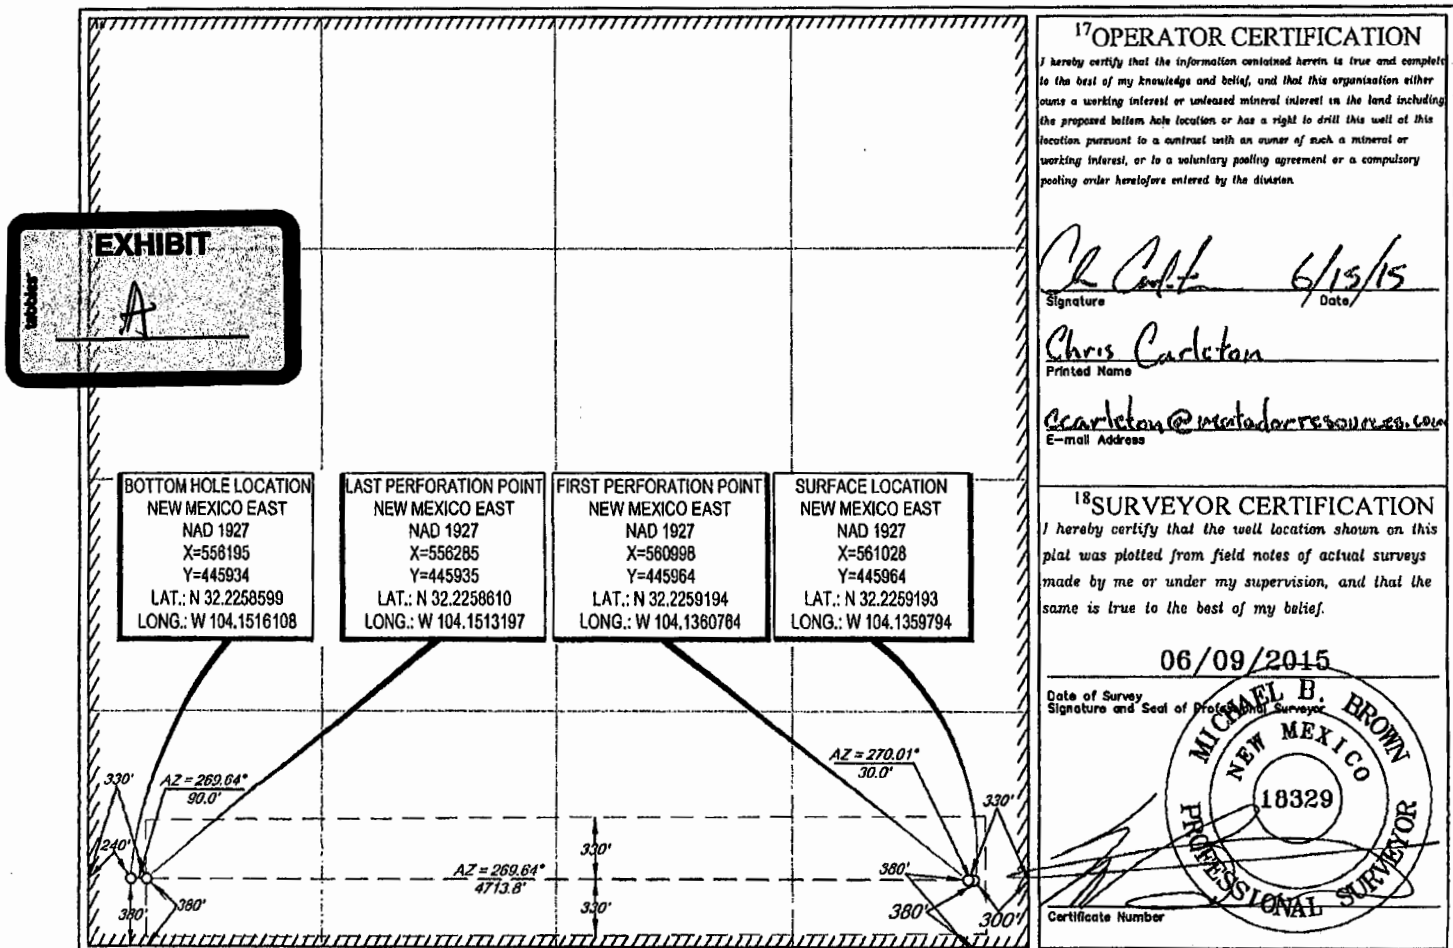 EXHIBIT
tabbies
A
BOTTOM HOLE LOCATION
NEW MEXICO EAST
NAD 1927
X=556195
Y=445934
LAT.: N 32.2258599
LONG.: W 104.1516108
LAST PERFORATION POINT
NEW MEXICO EAST
NAD 1927
X=556285
Y=445935
LAT.: N 32.2258610
LONG.: W 104.1513197
FIRST PERFORATION POINT
NEW MEXICO EAST
NAD 1927
X=560998
Y=445964
LAT.: N 32.2259194
LONG.: W 104.1360764
SURFACE LOCATION
NEW MEXICO EAST
NAD 1927
X=561028
Y=445964
LAT.: N 32.2259193
LONG.: W 104.1359794
330'
AZ = 269.64°
90.0'
240'
380'
380'
AZ = 269.64°
4713.8'
330'
330'
AZ = 270.01°
30.0'
330'
380'
380'
300'
17OPERATOR CERTIFICATION
I hereby certify that the information contained herein is true and complete
to the best of my knowledge and belief, and that this organization either
owns a working interest or unleased mineral interest in the land including
the proposed bottom hole location or has a right to drill this well at this
location pursuant to a contract with an owner of such a mineral or
working interest, or to a voluntary pooling agreement or a compulsory
pooling order heretofore entered by the division
6/15/15
Signature Date
Chris Carleton
Printed Name
ccarleton@matadorresources.com
E-mail Address
18SURVEYOR CERTIFICATION
I hereby certify that the well location shown on this
plat was plotted from field notes of actual surveys
made by me or under my supervision, and that the
same is true to the best of my belief.
06/09/2015
Date of Survey
Signature and Seal of Professional Surveyor
MICHAEL B. BROWN
NEW MEXICO
18329
PROFESSIONAL SURVEYOR
Certificate Number